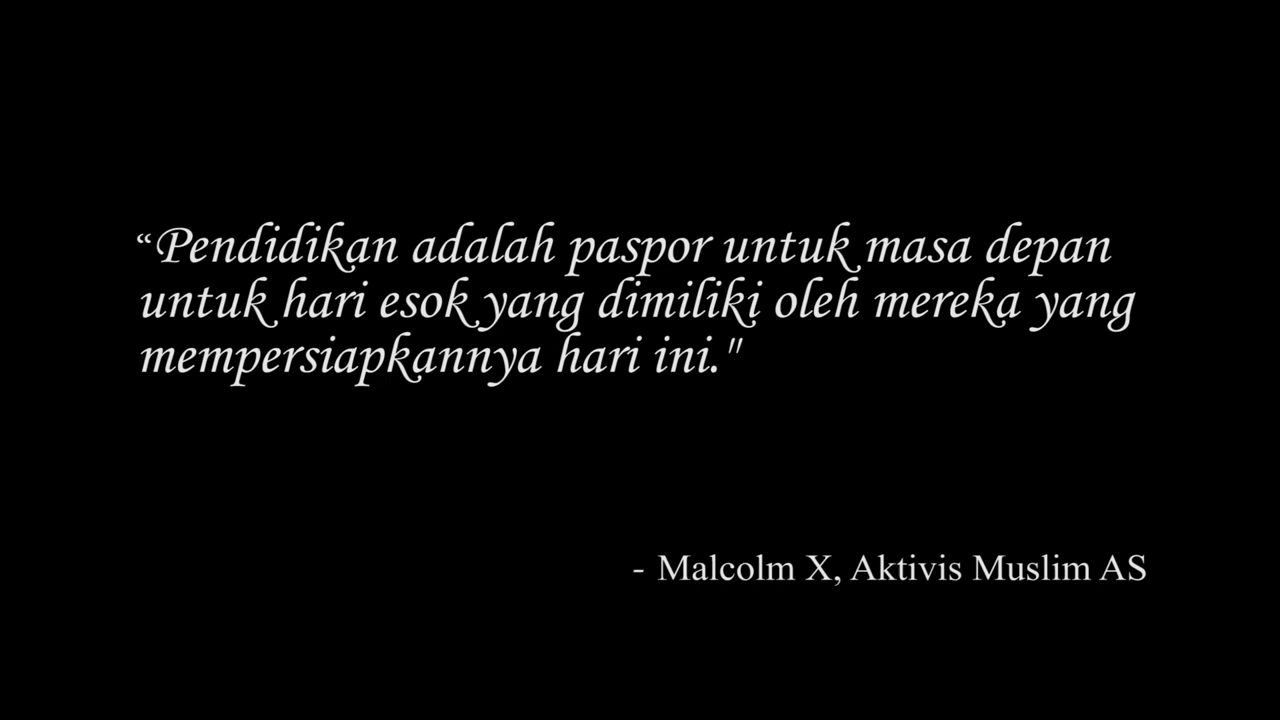 “Pendidikan adalah paspor untuk masa depan
untuk hari esok yang dimiliki oleh mereka yang
mempersiapkannya hari ini."
- Malcolm X, Aktivis Muslim AS